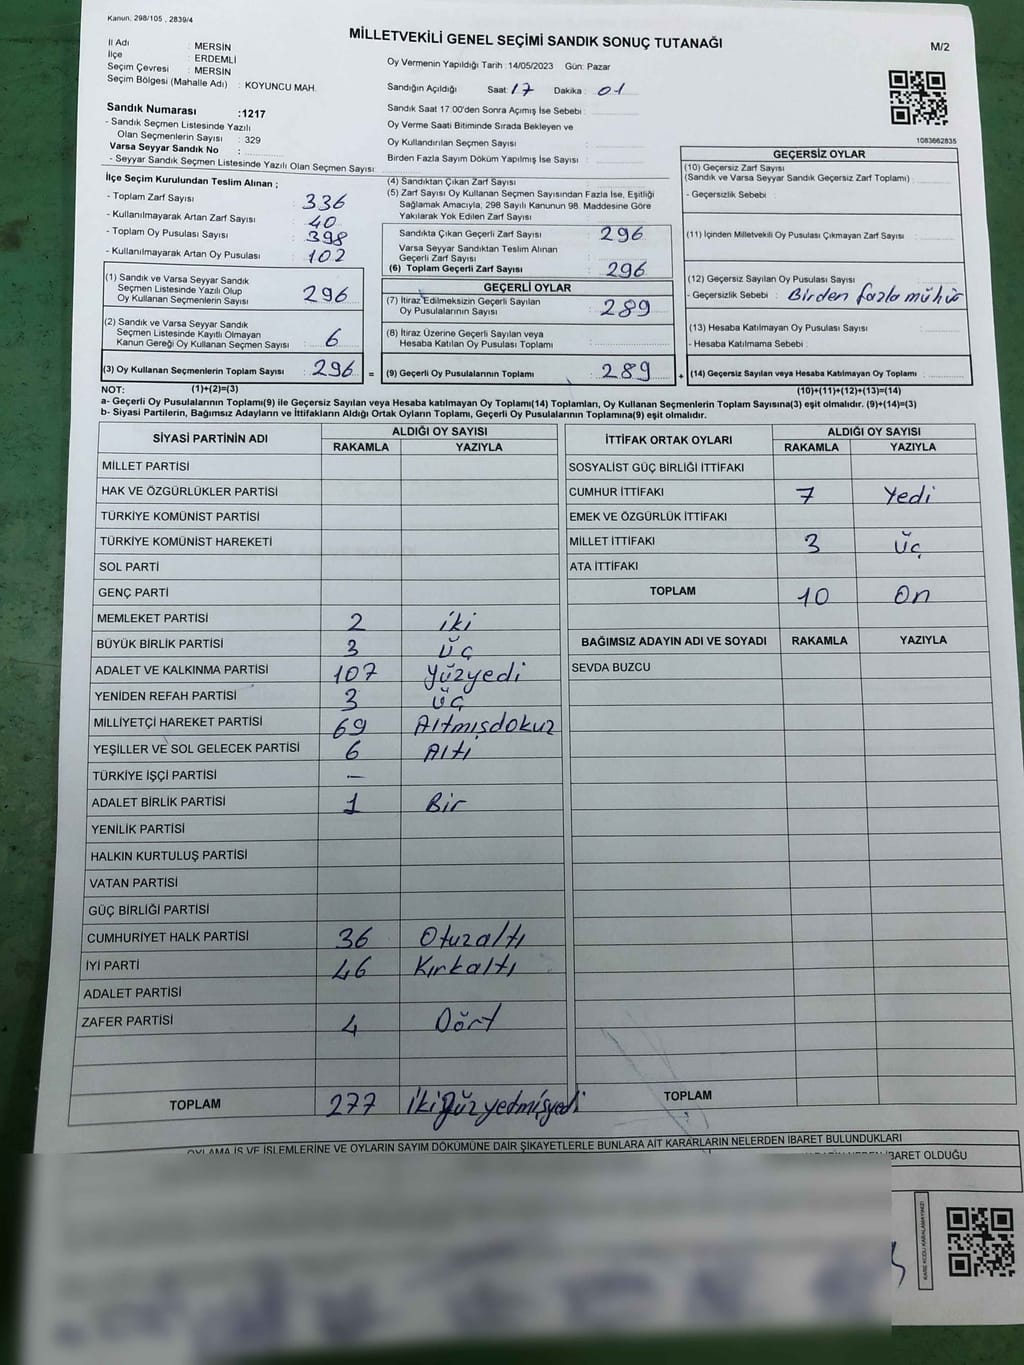 Kanun. 298/105 , 2839/4
MİLLETVEKİLİ GENEL SEÇİMİ SANDIK SONUÇ TUTANAĞI
M/2
İl Adı : MERSİN
İlçe : ERDEMLİ
Seçim Çevresi : MERSİN
Seçim Bölgesi (Mahalle Adı) : KOYUNCU MAH.
Oy Vermenin Yapıldığı Tarih : 14/05/2023 Gün: Pazar
Sandığın Açıldığı Saat: 17 Dakika : 01
Sandık Saat 17.00'den Sonra Açımış İse Sebebi :
Oy Verme Saati Bitiminde Sırada Bekleyen ve
Oy Kullandırılan Seçmen Sayısı :
Birden Fazla Sayım Döküm Yapılmış İse Sayısı :
Sandık Numarası :1217
- Sandık Seçmen Listesinde Yazılı
Olan Seçmenlerin Sayısı : 329
Varsa Seyyar Sandık No :
- Seyyar Sandık Seçmen Listesinde Yazılı Olan Seçmen Sayısı:
1083662835
İlçe Seçim Kurulundan Teslim Alınan ;
- Toplam Zarf Sayısı : 336
- Kullanılmayarak Artan Zarf Sayısı : 40
- Toplam Oy Pusulası Sayısı : 398
- Kullanılmayarak Artan Oy Pusulası : 102
(1) Sandık ve Varsa Seyyar Sandık
Seçmen Listesinde Yazılı Olup
Oy Kullanan Seçmenlerin Sayısı : 296
(2) Sandık ve Varsa Seyyar Sandık
Seçmen Listesinde Kayıtlı Olmayan
Kanun Gereği Oy Kullanan Seçmen Sayısı : 6
(3) Oy Kullanan Seçmenlerin Toplam Sayısı : 296 =
(4) Sandıktan Çıkan Zarf Sayısı :
(5) Zarf Sayısı Oy Kullanan Seçmen Sayısından Fazla İse, Eşitliği
Sağlamak Amacıyla, 298 Sayılı Kanunun 98. Maddesine Göre
Yakılarak Yok Edilen Zarf Sayısı :
Sandıkta Çıkan Geçerli Zarf Sayısı : 296
Varsa Seyyar Sandıktan Teslim Alınan
Geçerli Zarf Sayısı :
(6) Toplam Geçerli Zarf Sayısı : 296
GEÇERLİ OYLAR
(7) İtiraz Edilmeksizin Geçerli Sayılan
Oy Pusulalarının Sayısı : 289
(8) İtiraz Üzerine Geçerli Sayılan veya
Hesaba Katılan Oy Pusulası Toplamı :
(9) Geçerli Oy Pusulalarının Toplamı : 289 +
GEÇERSİZ OYLAR
(10) Geçersiz Zarf Sayısı
(Sandık ve Varsa Seyyar Sandık Geçersiz Zarf Toplamı) :
- Geçersizlik Sebebi :
(11) İçinden Milletvekili Oy Pusulası Çıkmayan Zarf Sayısı :
(12) Geçersiz Sayılan Oy Pusulası Sayısı :
- Geçersizlik Sebebi : Birden fazla mühür
(13) Hesaba Katılmayan Oy Pusulası Sayısı :
- Hesaba Katılmama Sebebi :
(14) Geçersiz Sayılan veya Hesaba Katılmayan Oy Toplamı :
NOT: (1)+(2)=(3) (10)+(11)+(12)+(13)=(14)
a- Geçerli Oy Pusulalarının Toplamı(9) ile Geçersiz Sayılan veya Hesaba Katılmayan oy Toplamı(14) Toplamları, Oy Kullanan Seçmenlerin Toplam Sayısına(3) eşit olmalıdır. (9)+(14)=(3)
b- Siyasi Partilerin, Bağımsız Adayların ve İttifakların Aldığı Ortak Oyların Toplamı, Geçerli Oy Pusulalarının Toplamına(9) eşit olmalıdır.
SİYASİ PARTİNİN ADI ALDIĞI OY SAYISI
RAKAMLA YAZIYLA
MİLLET PARTİSİ
HAK VE ÖZGÜRLÜKLER PARTİSİ
TÜRKİYE KOMÜNİST PARTİSİ
TÜRKİYE KOMÜNİST HAREKETİ
SOL PARTİ
GENÇ PARTİ
MEMLEKET PARTİSİ 2 iki
BÜYÜK BİRLİK PARTİSİ 3 üç
ADALET VE KALKINMA PARTİSİ 107 Yüzyedi
YENİDEN REFAH PARTİSİ 3 üç
MİLLİYETÇİ HAREKET PARTİSİ 69 Altmışdokuz
YEŞİLLER VE SOL GELECEK PARTİSİ 6 Altı
TÜRKİYE İŞÇİ PARTİSİ —
ADALET BİRLİK PARTİSİ 1 Bir
YENİLİK PARTİSİ
HALKIN KURTULUŞ PARTİSİ
VATAN PARTİSİ
GÜÇ BİRLİĞİ PARTİSİ
CUMHURİYET HALK PARTİSİ 36 Otuzaltı
İYİ PARTİ 46 Kırkaltı
ADALET PARTİSİ
ZAFER PARTİSİ 4 Dört
TOPLAM 277 ikiyüzyetmişyedi
İTTİFAK ORTAK OYLARI ALDIĞI OY SAYISI
RAKAMLA YAZIYLA
SOSYALİST GÜÇ BİRLİĞİ İTTİFAKI
CUMHUR İTTİFAKI 7 Yedi
EMEK VE ÖZGÜRLÜK İTTİFAKI
MİLLET İTTİFAKI 3 Üç
ATA İTTİFAKI
TOPLAM 10 On
BAĞIMSIZ ADAYIN ADI VE SOYADI RAKAMLA YAZIYLA
SEVDA BUZCU
TOPLAM
OYLAMA İŞ VE İŞLEMLERİNE VE OYLARIN SAYIM DÖKÜMÜNE DAİR ŞİKAYETLERLE BUNLARA AİT KARARLARIN NELERDEN İBARET BULUNDUKLARI
İBARET OLDUĞU
KARE KODU KARALAMAYINIZ!